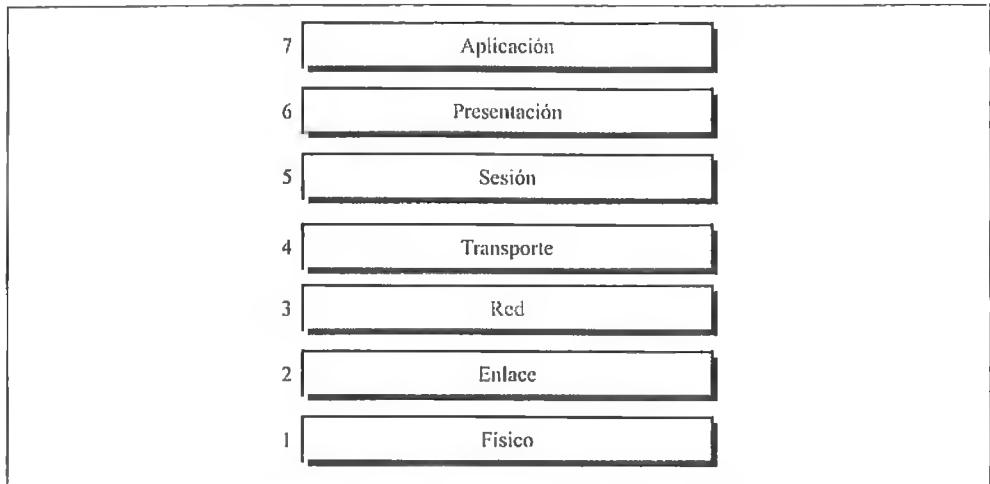 7 Aplicación
6 Presentación
5 Sesión
4 Transporte
3 Red
2 Enlace
1 Físico